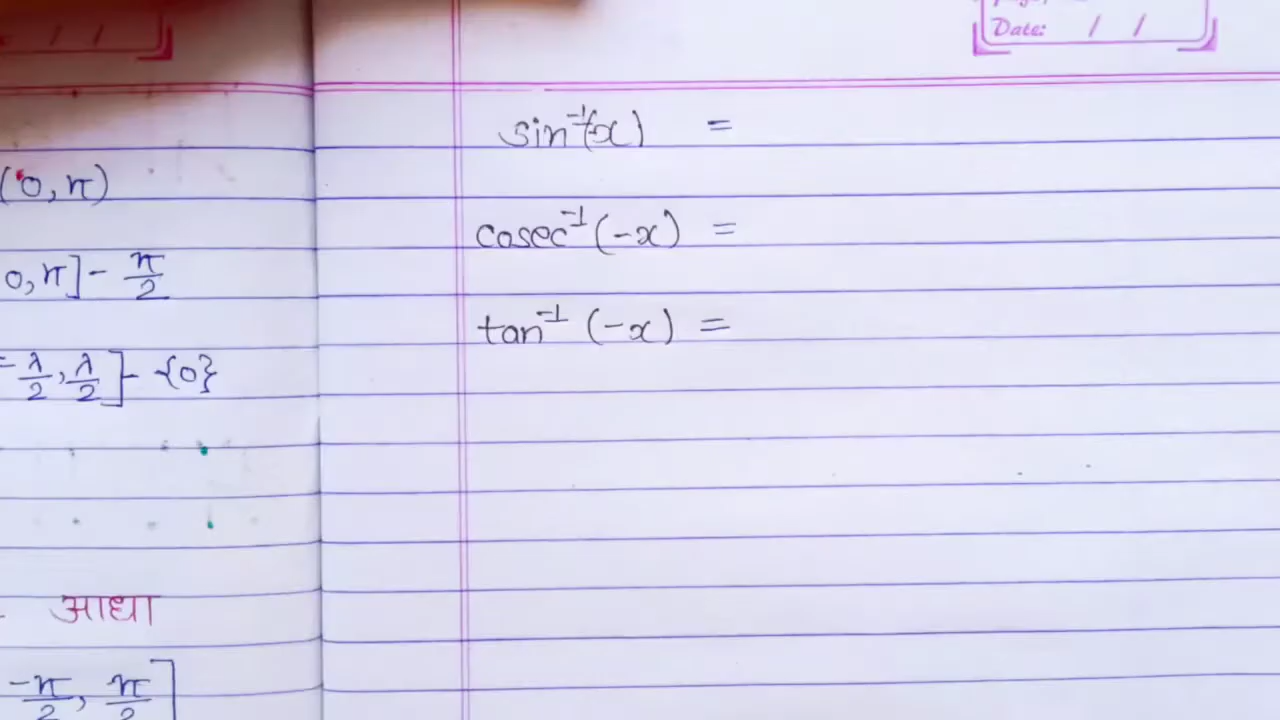 Date: / /
(0, π)
0, π] - π/2
-λ/2, λ/2] - {0}
आधा
-π/2, π/2]
sin⁻¹(-x) =
cosec⁻¹(-x) =
tan⁻¹(-x) =